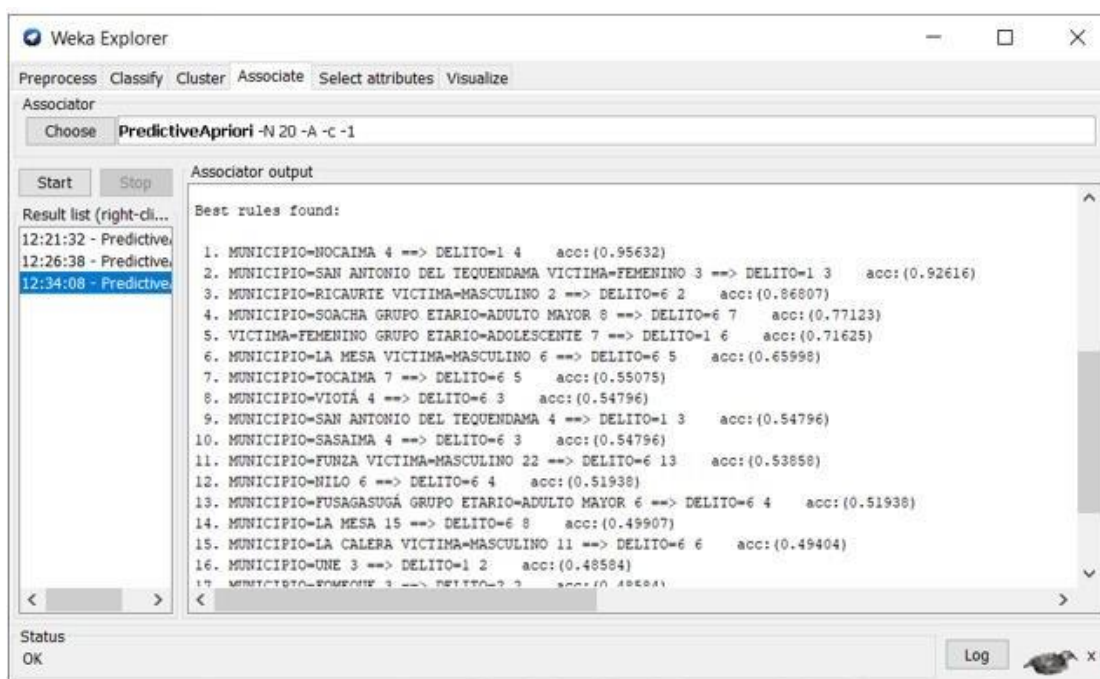 Weka Explorer
Preprocess Classify Cluster Associate Select attributes Visualize
Associator
Choose PredictiveApriori -N 20 -A -c -1
Start Stop
Result list (right-cli...
12:21:32 - Predictive
12:26:38 - Predictive
12:34:08 - Predictive
Associator output
Best rules found:
1. MUNICIPIO=NOCAIMA 4 ==> DELITO=1 4 acc:(0.95632)
2. MUNICIPIO=SAN ANTONIO DEL TEQUENDAMA VICTIMA=FEMENINO 3 ==> DELITO=1 3 acc:(0.92616)
3. MUNICIPIO=RICAURTE VICTIMA=MASCULINO 2 ==> DELITO=6 2 acc:(0.86807)
4. MUNICIPIO=SOACHA GRUPO ETARIO=ADULTO MAYOR 8 ==> DELITO=6 7 acc:(0.77123)
5. VICTIMA=FEMENINO GRUPO ETARIO=ADOLESCENTE 7 ==> DELITO=1 6 acc:(0.71625)
6. MUNICIPIO=LA MESA VICTIMA=MASCULINO 6 ==> DELITO=6 5 acc:(0.65998)
7. MUNICIPIO=TOCAIMA 7 ==> DELITO=6 5 acc:(0.55075)
8. MUNICIPIO=VIOTÁ 4 ==> DELITO=6 3 acc:(0.54796)
9. MUNICIPIO=SAN ANTONIO DEL TEQUENDAMA 4 ==> DELITO=1 3 acc:(0.54796)
10. MUNICIPIO=SASAIMA 4 ==> DELITO=6 3 acc:(0.54796)
11. MUNICIPIO=FUNZA VICTIMA=MASCULINO 22 ==> DELITO=6 13 acc:(0.53858)
12. MUNICIPIO=NILO 6 ==> DELITO=6 4 acc:(0.51938)
13. MUNICIPIO=FUSAGASUGÁ GRUPO ETARIO=ADULTO MAYOR 6 ==> DELITO=6 4 acc:(0.51938)
14. MUNICIPIO=LA MESA 15 ==> DELITO=6 8 acc:(0.49907)
15. MUNICIPIO=LA CALERA VICTIMA=MASCULINO 11 ==> DELITO=6 6 acc:(0.49404)
16. MUNICIPIO=UNE 3 ==> DELITO=1 2 acc:(0.48584)
17. MUNICIPIO=FOMEQUE 3 ==> DELITO=2 2 acc:(0.48584)
Status
OK
Log
x